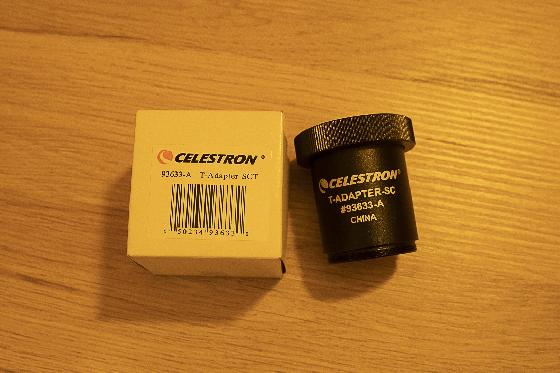 CELESTRON®
93633-A T-Adapter SCT
CELESTRON®
T-ADAPTER-SC
#93633-A
CHINA